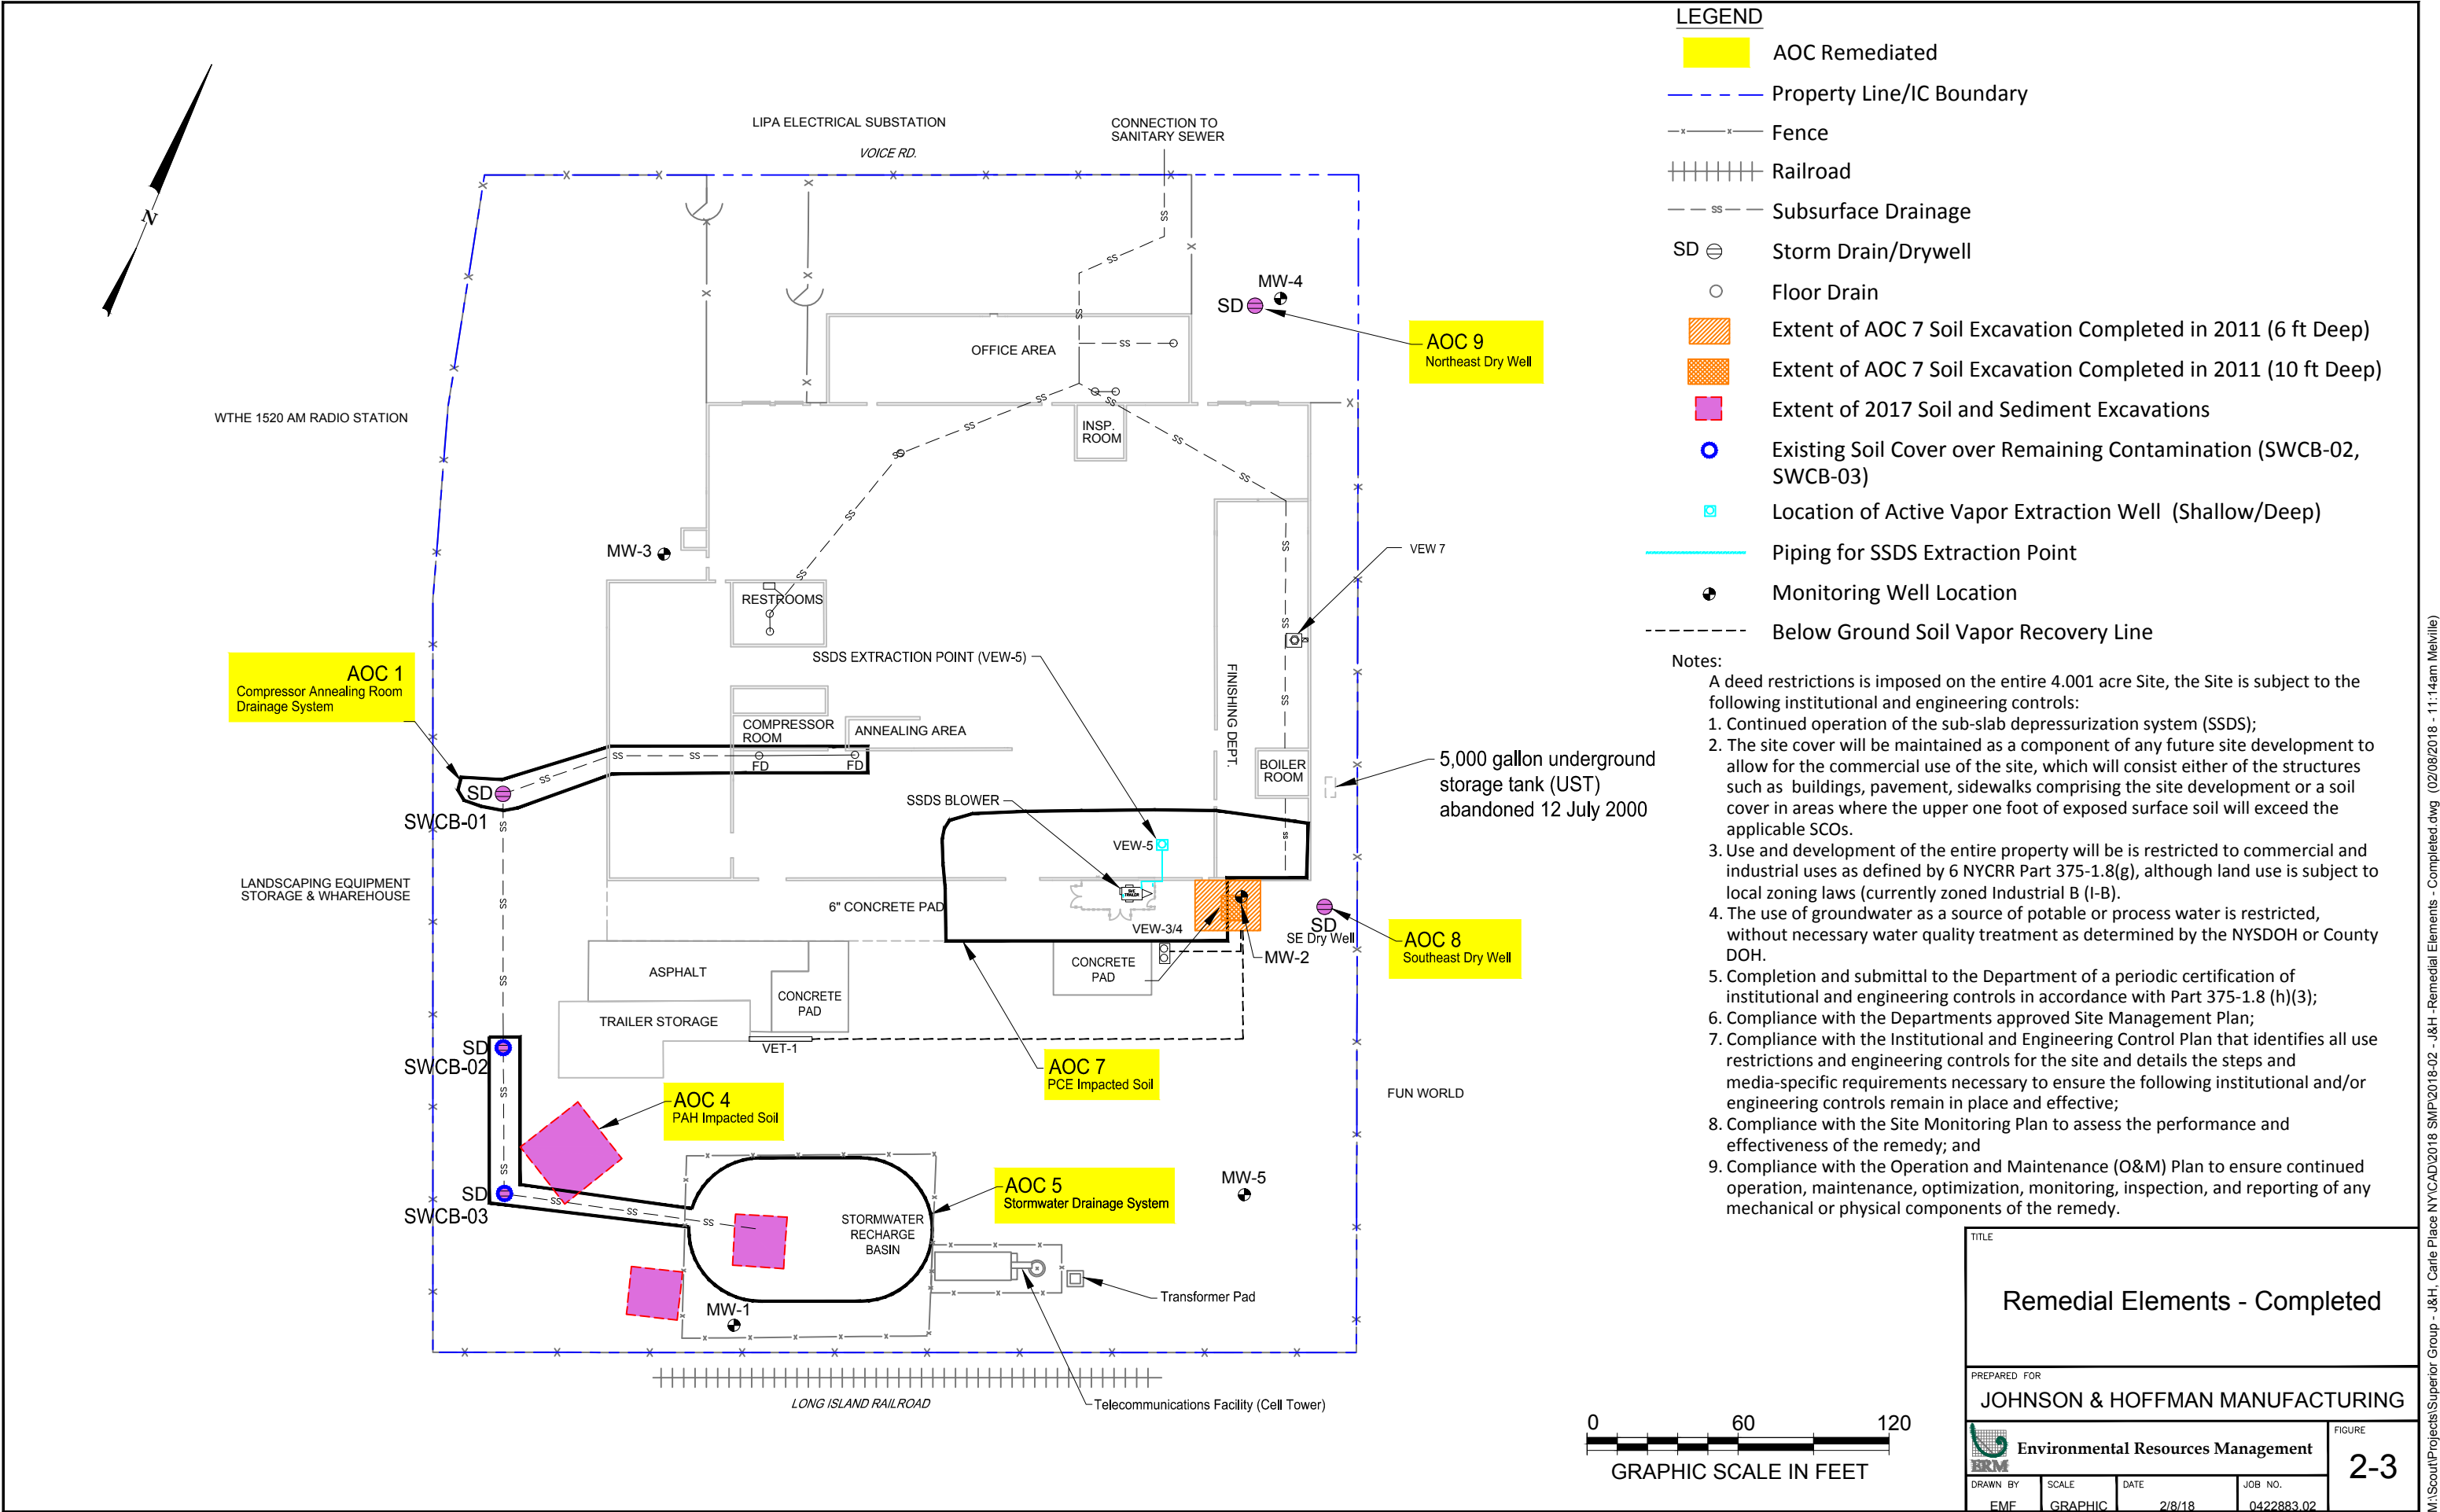 LEGEND
AOC Remediated
Property Line/IC Boundary
Fence
Railroad
SS
Subsurface Drainage
SD
Storm Drain/Drywell
Floor Drain
Extent of AOC 7 Soil Excavation Completed in 2011 (6 ft Deep)
Extent of AOC 7 Soil Excavation Completed in 2011 (10 ft Deep)
Extent of 2017 Soil and Sediment Excavations
Existing Soil Cover over Remaining Contamination (SWCB-02,
SWCB-03)
Location of Active Vapor Extraction Well (Shallow/Deep)
Piping for SSDS Extraction Point
Monitoring Well Location
Below Ground Soil Vapor Recovery Line
Notes:
A deed restrictions is imposed on the entire 4.001 acre Site, the Site is subject to the
following institutional and engineering controls:
1. Continued operation of the sub-slab depressurization system (SSDS);
2. The site cover will be maintained as a component of any future site development to
allow for the commercial use of the site, which will consist either of the structures
such as buildings, pavement, sidewalks comprising the site development or a soil
cover in areas where the upper one foot of exposed surface soil will exceed the
applicable SCOs.
3. Use and development of the entire property will be is restricted to commercial and
industrial uses as defined by 6 NYCRR Part 375-1.8(g), although land use is subject to
local zoning laws (currently zoned Industrial B (I-B).
4. The use of groundwater as a source of potable or process water is restricted,
without necessary water quality treatment as determined by the NYSDOH or County
DOH.
5. Completion and submittal to the Department of a periodic certification of
institutional and engineering controls in accordance with Part 375-1.8 (h)(3);
6. Compliance with the Departments approved Site Management Plan;
7. Compliance with the Institutional and Engineering Control Plan that identifies all use
restrictions and engineering controls for the site and details the steps and
media-specific requirements necessary to ensure the following institutional and/or
engineering controls remain in place and effective;
8. Compliance with the Site Monitoring Plan to assess the performance and
effectiveness of the remedy; and
9. Compliance with the Operation and Maintenance (O&M) Plan to ensure continued
operation, maintenance, optimization, monitoring, inspection, and reporting of any
mechanical or physical components of the remedy.
N
LIPA ELECTRICAL SUBSTATION
VOICE RD.
CONNECTION TO
SANITARY SEWER
MW-4
SD
AOC 9
Northeast Dry Well
OFFICE AREA
WTHE 1520 AM RADIO STATION
INSP.
ROOM
MW-3
VEW 7
RESTROOMS
SSDS EXTRACTION POINT (VEW-5)
FINISHING DEPT.
AOC 1
Compressor Annealing Room
Drainage System
COMPRESSOR
ROOM
ANNEALING AREA
FD
FD
BOILER
ROOM
5,000 gallon underground
storage tank (UST)
abandoned 12 July 2000
SD
SWCB-01
SSDS BLOWER
VEW-5
LANDSCAPING EQUIPMENT
STORAGE & WHAREHOUSE
6" CONCRETE PAD
VEW-3/4
SD
SE Dry Well
MW-2
AOC 8
Southeast Dry Well
ASPHALT
CONCRETE
PAD
CONCRETE
PAD
TRAILER STORAGE
VET-1
SD
SWCB-02
AOC 7
PCE Impacted Soil
FUN WORLD
AOC 4
PAH Impacted Soil
SD
SWCB-03
AOC 5
Stormwater Drainage System
MW-5
STORMWATER
RECHARGE
BASIN
MW-1
Transformer Pad
LONG ISLAND RAILROAD
Telecommunications Facility (Cell Tower)
0 60 120
GRAPHIC SCALE IN FEET
TITLE
Remedial Elements - Completed
PREPARED FOR
JOHNSON & HOFFMAN MANUFACTURING
ERM
Environmental Resources Management
FIGURE
2-3
DRAWN BY
EMF
SCALE
GRAPHIC
DATE
2/8/18
JOB NO.
0422883.02
M:\Scout\Projects\Superior Group - J&H, Carle Place NY\CAD\2018 SMP\2018-02 - J&H -Remedial Elements - Completed.dwg (02/08/2018 - 11:14am Melville)